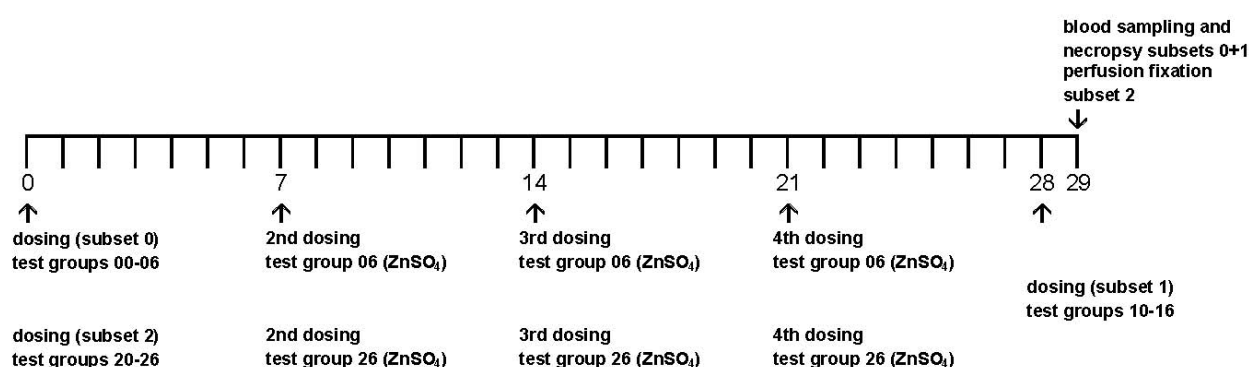 blood sampling and
necropsy subsets 0+1
perfusion fixation
subset 2
0 7 14 21 28 29
dosing (subset 0)
test groups 00-06
2nd dosing
test group 06 (ZnSO₄)
3rd dosing
test group 06 (ZnSO₄)
4th dosing
test group 06 (ZnSO₄)
dosing (subset 1)
test groups 10-16
dosing (subset 2)
test groups 20-26
2nd dosing
test group 26 (ZnSO₄)
3rd dosing
test group 26 (ZnSO₄)
4th dosing
test group 26 (ZnSO₄)